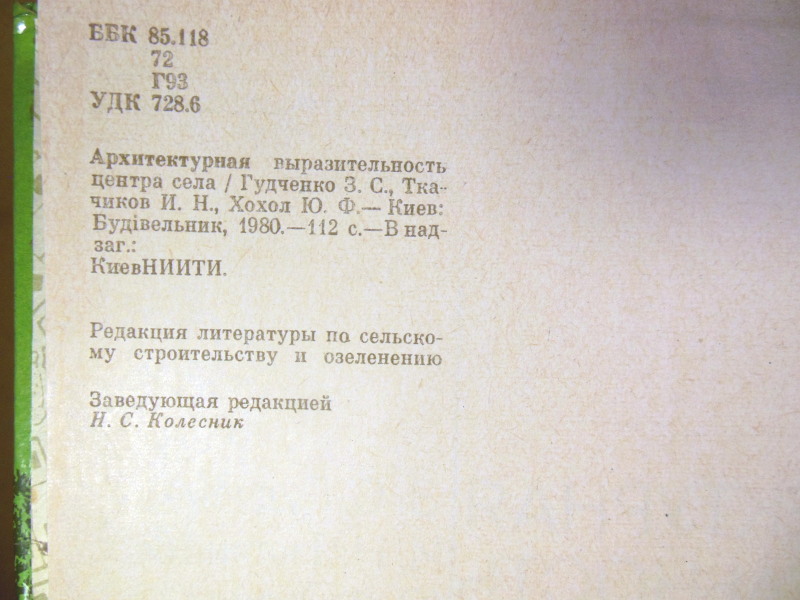 ББК 85.118
72
Г93
УДК 728.6
Архитектурная выразительность
центра села / Гудченко З. С., Тка-
чиков И. Н., Хохол Ю. Ф.— Киев:
Будівельник, 1980.—112 с.—В над-
заг.:
КиевНИИТИ.
Редакция литературы по сельско-
му строительству и озеленению
Заведующая редакцией
Н. С. Колесник